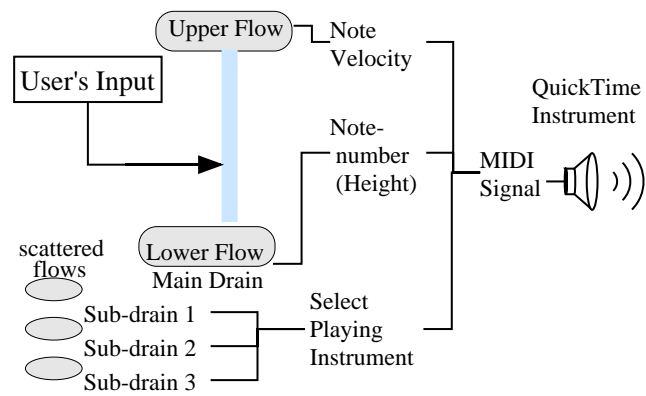 Upper Flow
Note
Velocity
User's Input
QuickTime
Instrument
Note-
number
(Height)
MIDI
Signal
scattered
flows
Lower Flow
Main Drain
Sub-drain 1
Sub-drain 2
Sub-drain 3
Select
Playing
Instrument